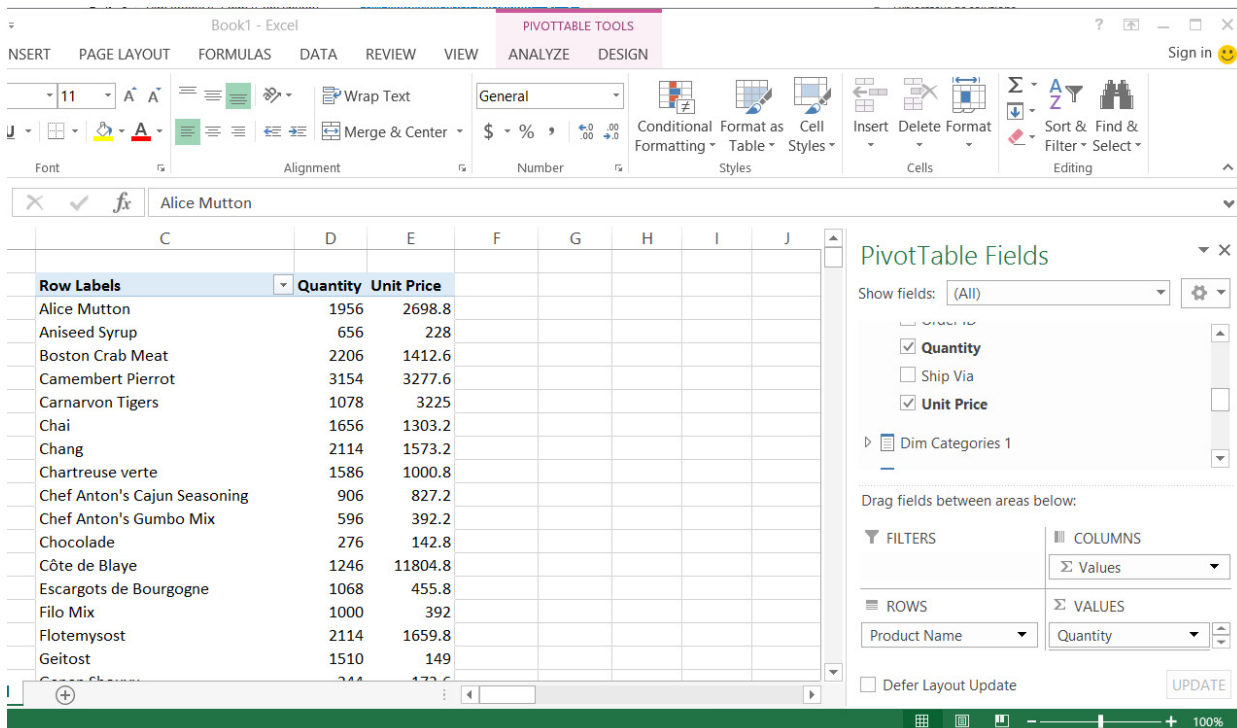 Book1 - Excel
PIVOTTABLE TOOLS
?
NSERT PAGE LAYOUT FORMULAS DATA REVIEW VIEW ANALYZE DESIGN
Sign in
11 A A Wrap Text General
U A Merge & Center $ % , .00 .0
Conditional Formatting Format as Table Cell Styles
Insert Delete Format
Sort & Filter Find & Select
Font Alignment Number Styles Cells Editing
fx Alice Mutton
C D E F G H I J
Row Labels Quantity Unit Price
Alice Mutton 1956 2698.8
Aniseed Syrup 656 228
Boston Crab Meat 2206 1412.6
Camembert Pierrot 3154 3277.6
Carnarvon Tigers 1078 3225
Chai 1656 1303.2
Chang 2114 1573.2
Chartreuse verte 1586 1000.8
Chef Anton's Cajun Seasoning 906 827.2
Chef Anton's Gumbo Mix 596 392.2
Chocolade 276 142.8
Côte de Blaye 1246 11804.8
Escargots de Bourgogne 1068 455.8
Filo Mix 1000 392
Flotemysost 2114 1659.8
Geitost 1510 149
PivotTable Fields
Show fields: (All)
Order ID
Quantity
Ship Via
Unit Price
Dim Categories 1
Drag fields between areas below:
FILTERS COLUMNS
Σ Values
ROWS Σ VALUES
Product Name Quantity
Defer Layout Update UPDATE
100%